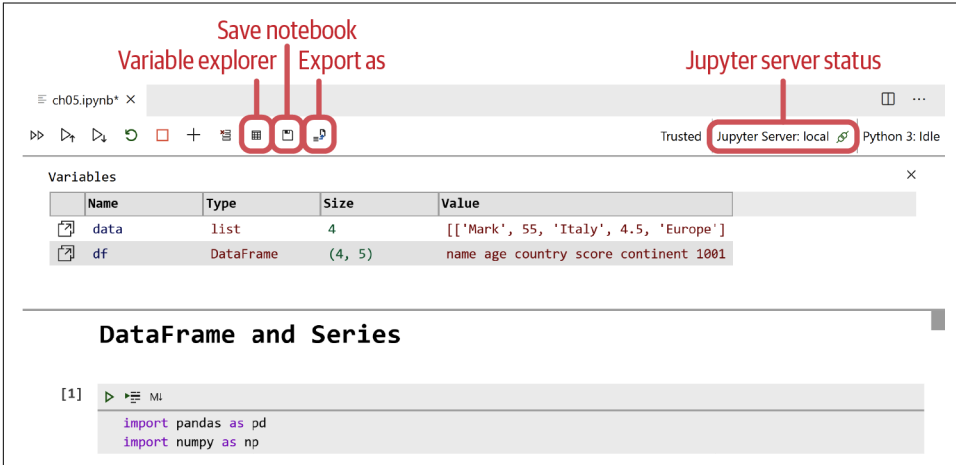 Save notebook
Variable explorer Export as
Jupyter server status
ch05.ipynb*
Trusted Jupyter Server: local Python 3: Idle
Variables
Name Type Size Value
data list 4 [['Mark', 55, 'Italy', 4.5, 'Europe']
df DataFrame (4, 5) name age country score continent 1001
DataFrame and Series
[1] M↓
import pandas as pd
import numpy as np